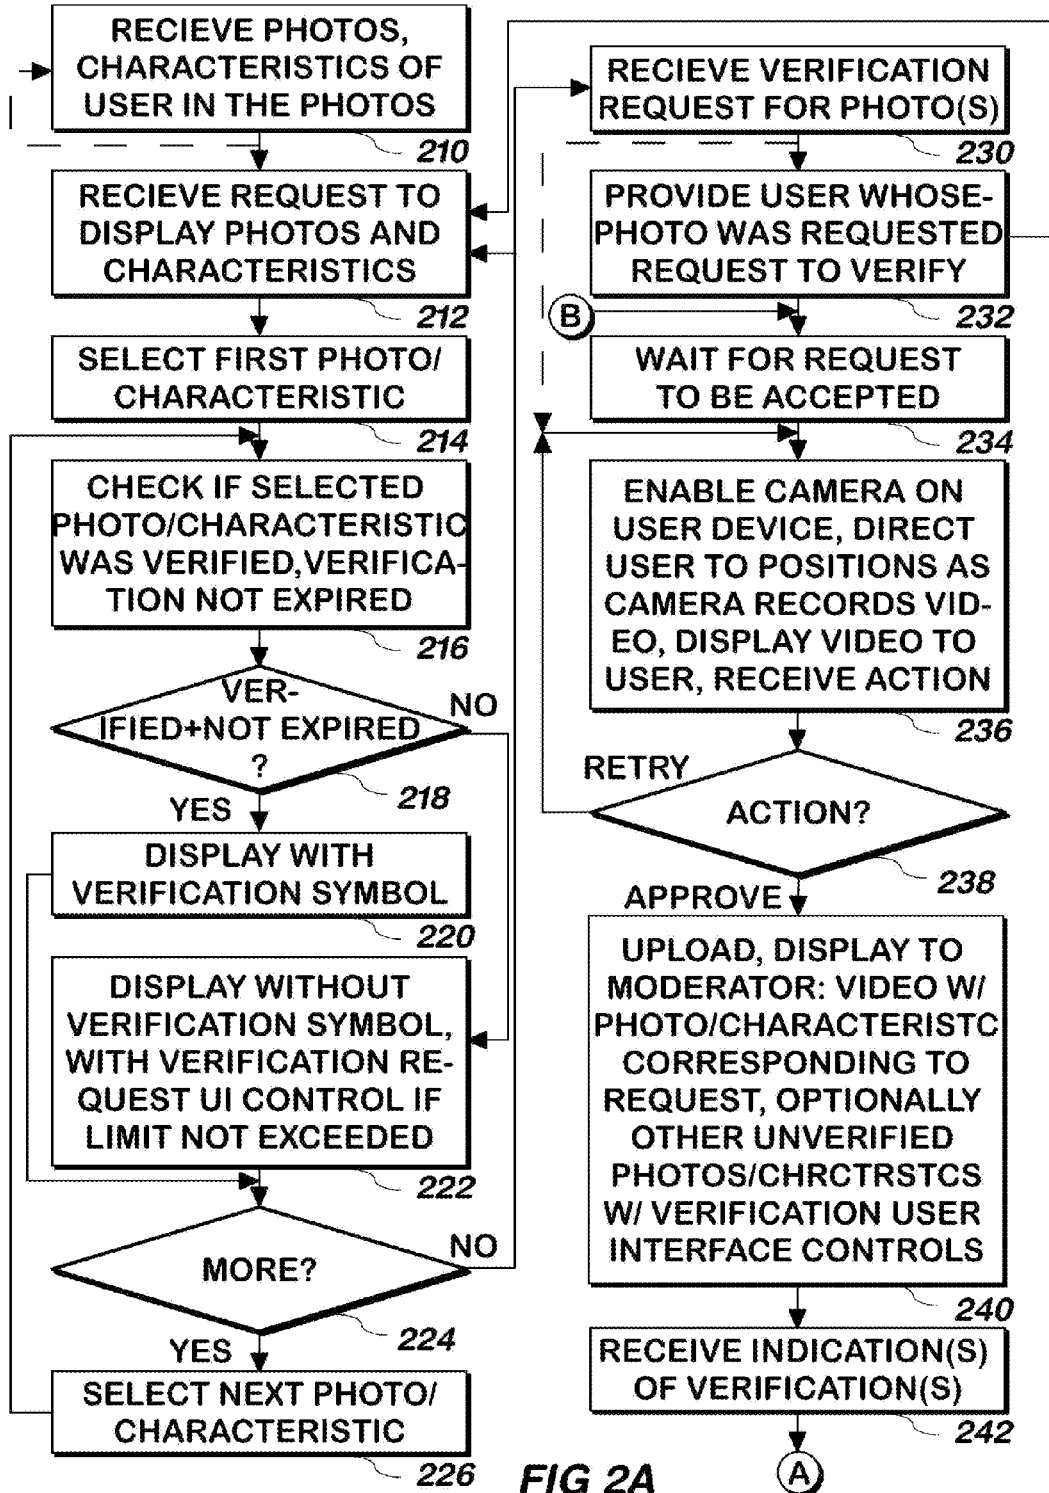 RECIEVE PHOTOS,
CHARACTERISTICS OF
USER IN THE PHOTOS
210
RECIEVE REQUEST TO
DISPLAY PHOTOS AND
CHARACTERISTICS
212
SELECT FIRST PHOTO/
CHARACTERISTIC
214
CHECK IF SELECTED
PHOTO/CHARACTERISTIC
WAS VERIFIED,VERIFICA-
TION NOT EXPIRED
216
VER-
IFIED+NOT EXPIRED
?
NO
218
YES
DISPLAY WITH
VERIFICATION SYMBOL
220
DISPLAY WITHOUT
VERIFICATION SYMBOL,
WITH VERIFICATION RE-
QUEST UI CONTROL IF
LIMIT NOT EXCEEDED
222
MORE?
NO
224
YES
SELECT NEXT PHOTO/
CHARACTERISTIC
226
RECIEVE VERIFICATION
REQUEST FOR PHOTO(S)
230
PROVIDE USER WHOSE-
PHOTO WAS REQUESTED
REQUEST TO VERIFY
232
B
WAIT FOR REQUEST
TO BE ACCEPTED
234
ENABLE CAMERA ON
USER DEVICE, DIRECT
USER TO POSITIONS AS
CAMERA RECORDS VID-
EO, DISPLAY VIDEO TO
USER, RECEIVE ACTION
236
RETRY
ACTION?
238
APPROVE
UPLOAD, DISPLAY TO
MODERATOR: VIDEO W/
PHOTO/CHARACTERISTC
CORRESPONDING TO
REQUEST, OPTIONALLY
OTHER UNVERIFIED
PHOTOS/CHRCTRSTCS
W/ VERIFICATION USER
INTERFACE CONTROLS
240
RECEIVE INDICATION(S)
OF VERIFICATION(S)
242
A
FIG 2A